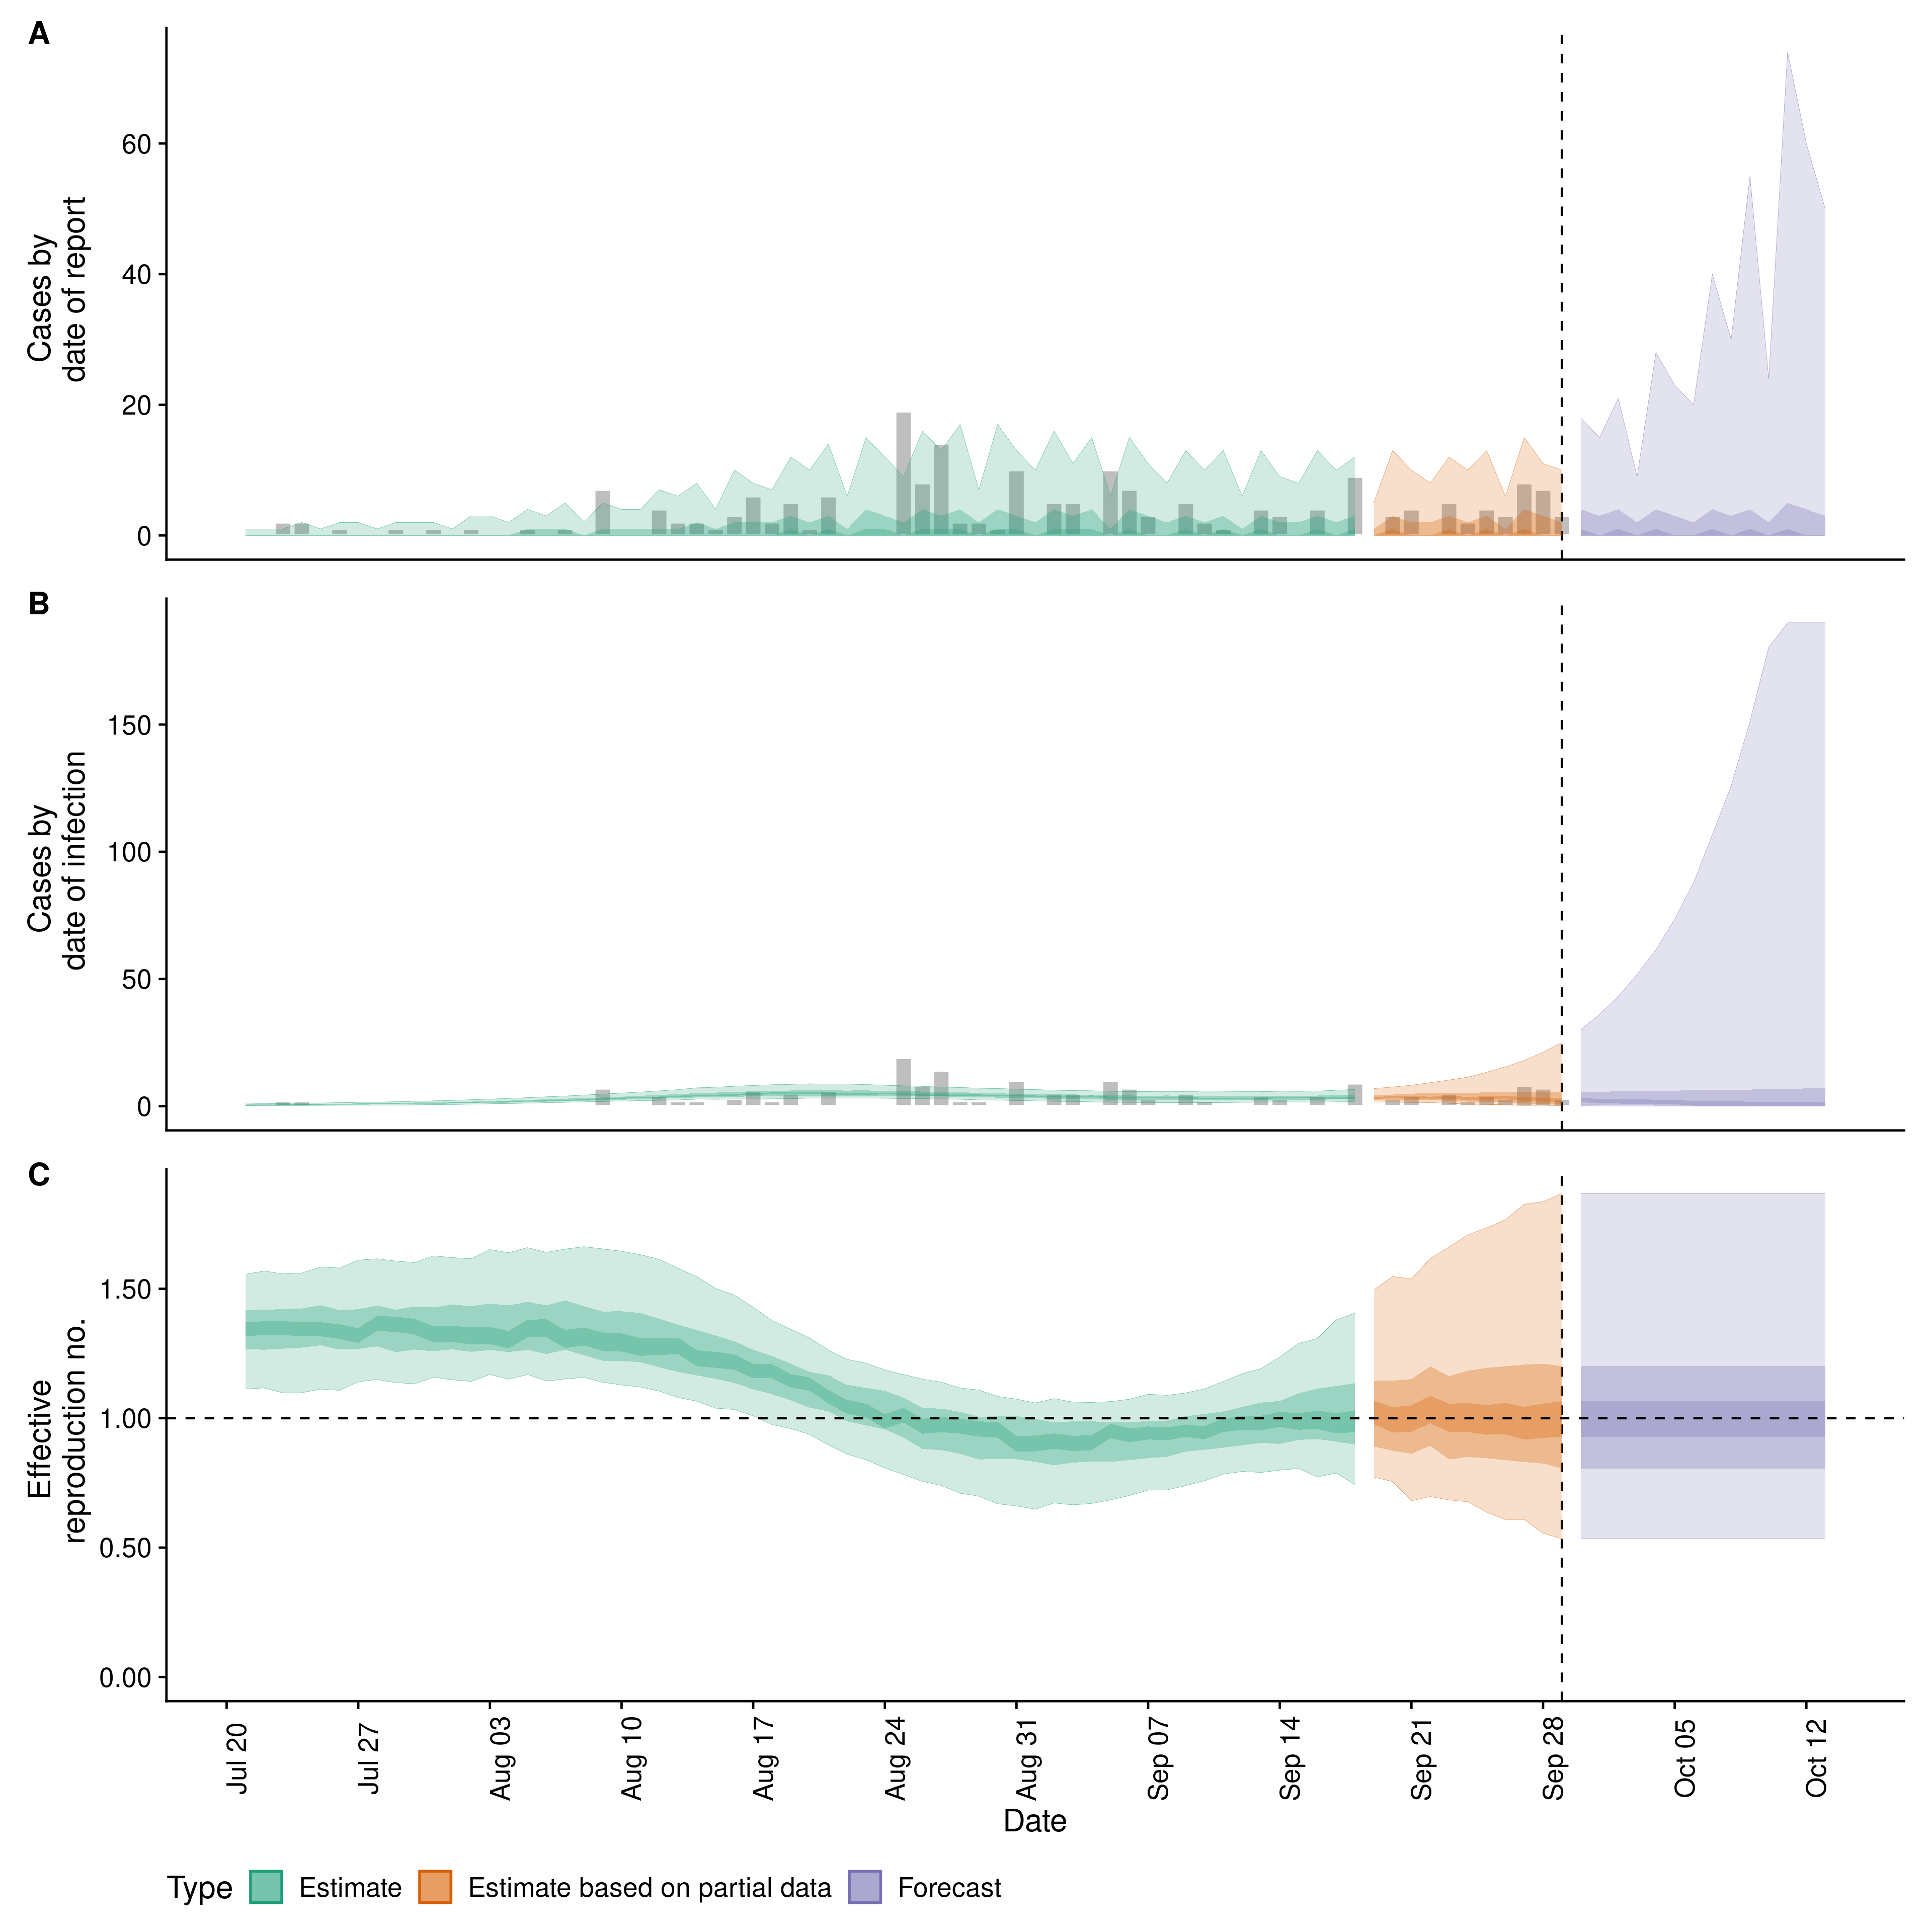 A
Cases by
date of report
60
40
20
0
B
Cases by
date of infection
150
100
50
0
C
Effective
reproduction no.
1.50
1.00
0.50
0.00
Jul 20
Jul 27
Aug 03
Aug 10
Aug 17
Aug 24
Aug 31
Sep 07
Sep 14
Sep 21
Sep 28
Oct 05
Oct 12
Date
Type Estimate Estimate based on partial data Forecast